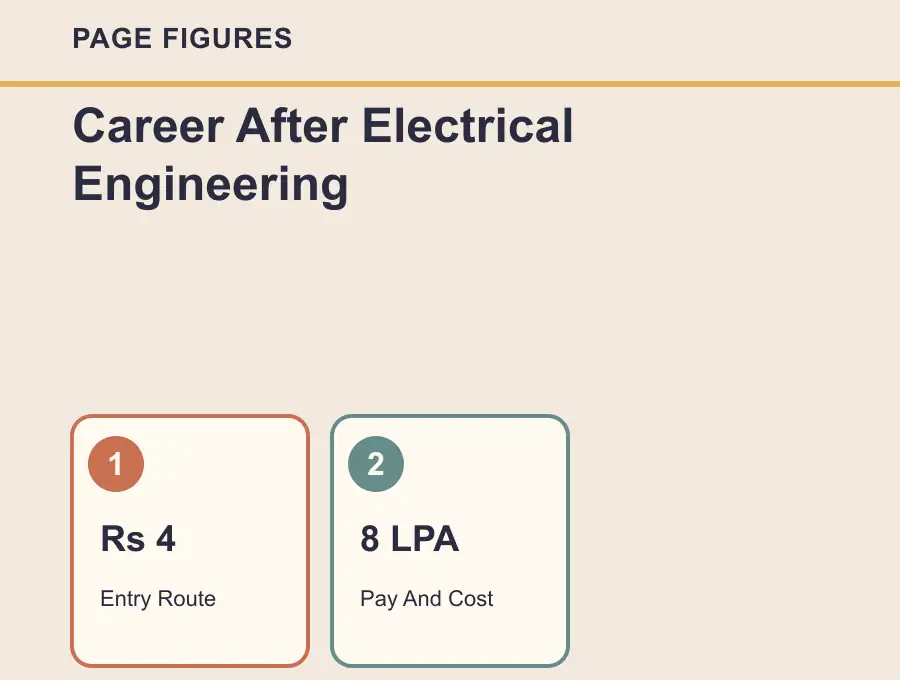 PAGE FIGURES
Career After Electrical
Engineering
1
Rs 4
Entry Route
2
8 LPA
Pay And Cost